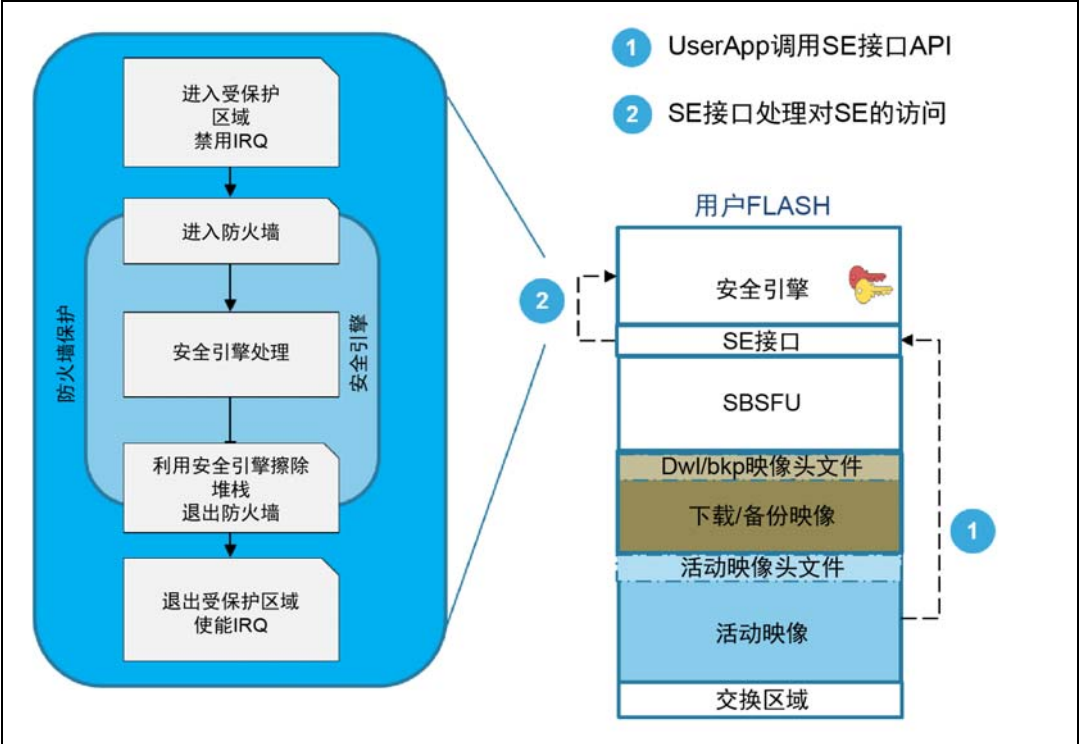 进入受保护
区域
禁用IRQ
进入防火墙
安全引擎处理
利用安全引擎擦除
堆栈
退出防火墙
退出受保护区域
使能IRQ
防火墙保护
安全引擎
1 UserApp调用SE接口API
2 SE接口处理对SE的访问
用户FLASH
安全引擎
SE接口
SBSFU
Dwl/bkp映像头文件
下载/备份映像
活动映像头文件
活动映像
交换区域
2
1